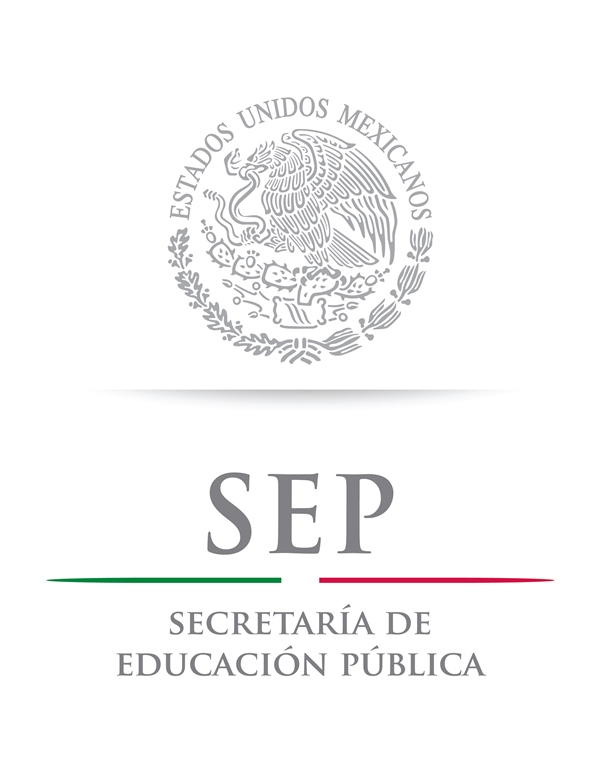 ESTADOS UNIDOS MEXICANOS
SEP
SECRETARÍA DE
EDUCACIÓN PÚBLICA